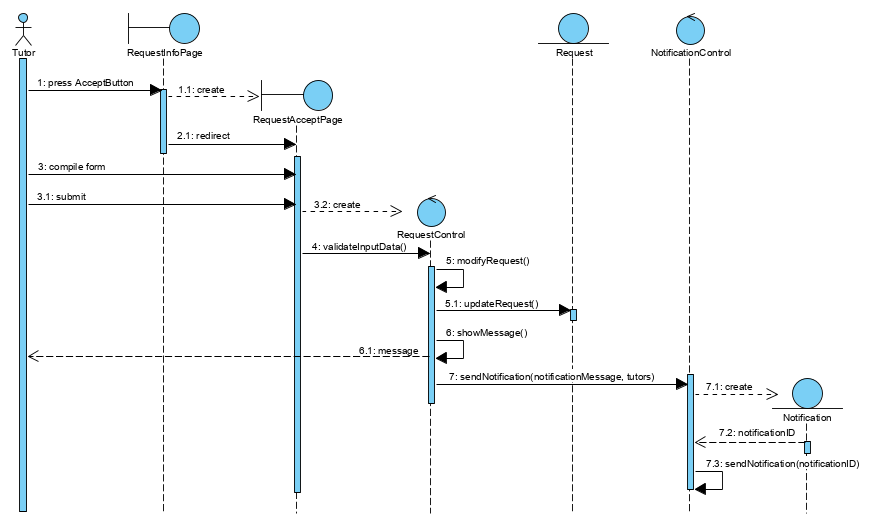 Tutor
RequestInfoPage
Request
NotificationControl
1: press AcceptButton
1.1: create
RequestAcceptPage
2.1: redirect
3: compile form
3.1: submit
3.2: create
RequestControl
4: validateInputData()
5: modifyRequest()
5.1: updateRequest()
6: showMessage()
6.1: message
7: sendNotification(notificationMessage, tutors)
7.1: create
Notification
7.2: notificationID
7.3: sendNotification(notificationID)